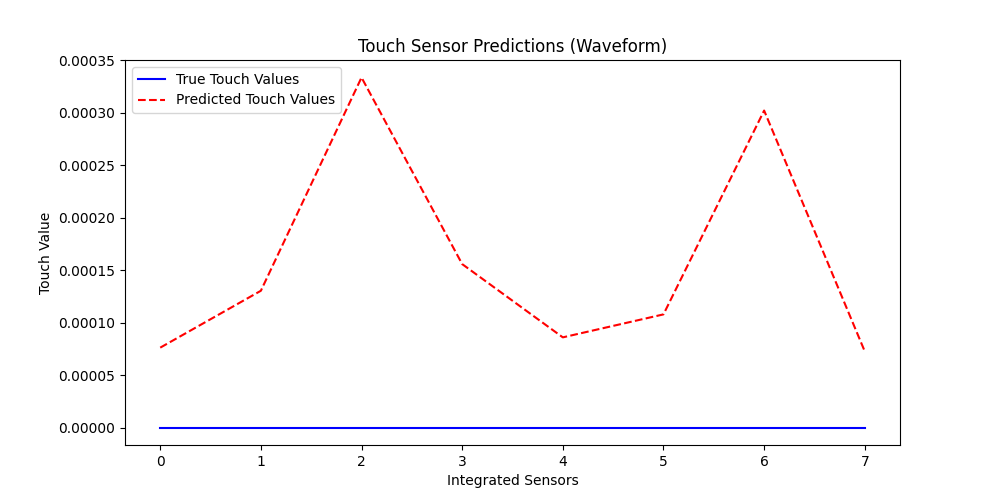 Touch Sensor Predictions (Waveform)
True Touch Values
Predicted Touch Values
Touch Value
0.00035
0.00030
0.00025
0.00020
0.00015
0.00010
0.00005
0.00000
0 1 2 3 4 5 6 7
Integrated Sensors